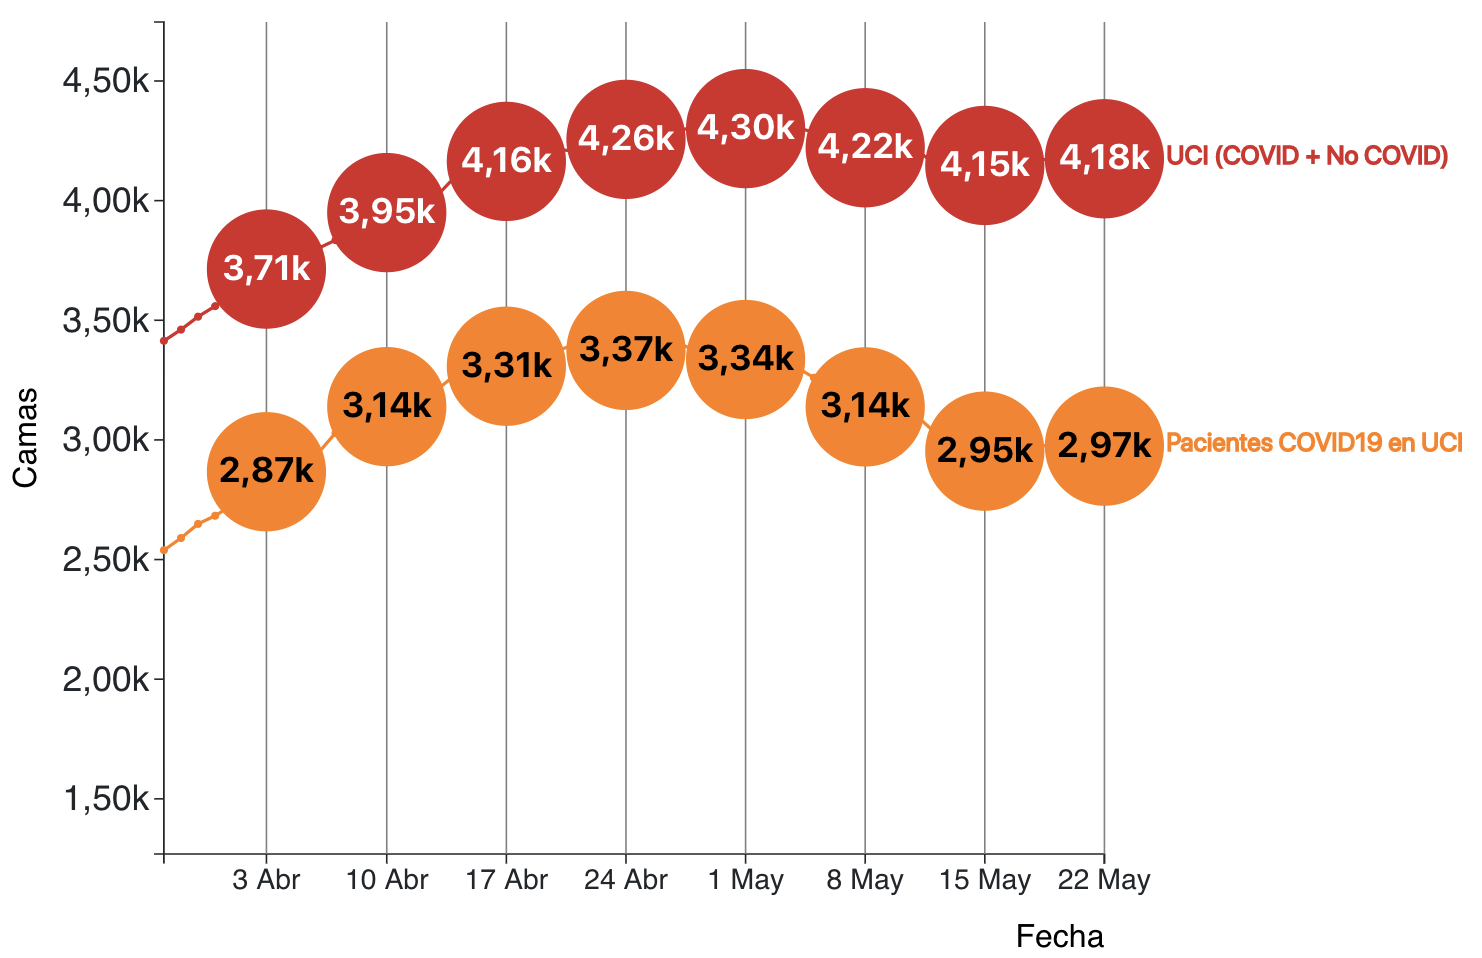 4,50k
4,00k
3,50k
3,00k
2,50k
2,00k
1,50k
Camas
3,71k
3,95k
4,16k
4,26k
4,30k
4,22k
4,15k
4,18k
UCI (COVID + No COVID)
2,87k
3,14k
3,31k
3,37k
3,34k
3,14k
2,95k
2,97k
Pacientes COVID19 en UCI
3 Abr
10 Abr
17 Abr
24 Abr
1 May
8 May
15 May
22 May
Fecha